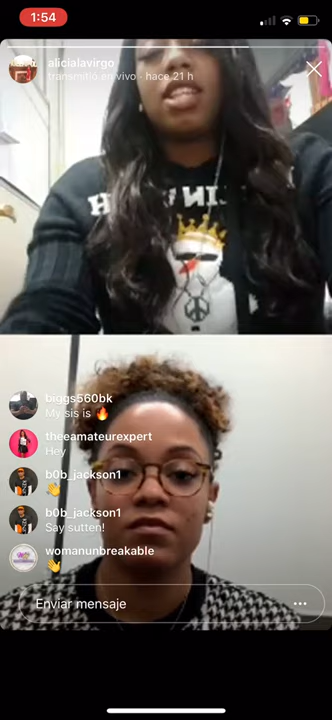 1:54
alicialavirgo
transmitió en vivo · hace 21 h
biggs560bk
My sis is 🔥
theeamateurexpert
Hey
b0b_jackson1
👋
b0b_jackson1
Say sutten!
womanunbreakable
👋
Enviar mensaje